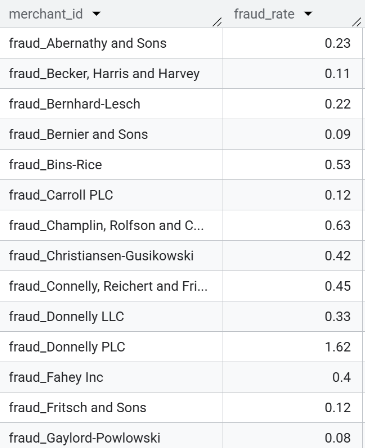 merchant_id fraud_rate
fraud_Abernathy and Sons 0.23
fraud_Becker, Harris and Harvey 0.11
fraud_Bernhard-Lesch 0.22
fraud_Bernier and Sons 0.09
fraud_Bins-Rice 0.53
fraud_Carroll PLC 0.12
fraud_Champlin, Rolfson and C... 0.63
fraud_Christiansen-Gusikowski 0.42
fraud_Connelly, Reichert and Fri... 0.45
fraud_Donnelly LLC 0.33
fraud_Donnelly PLC 1.62
fraud_Fahey Inc 0.4
fraud_Fritsch and Sons 0.12
fraud_Gaylord-Powlowski 0.08